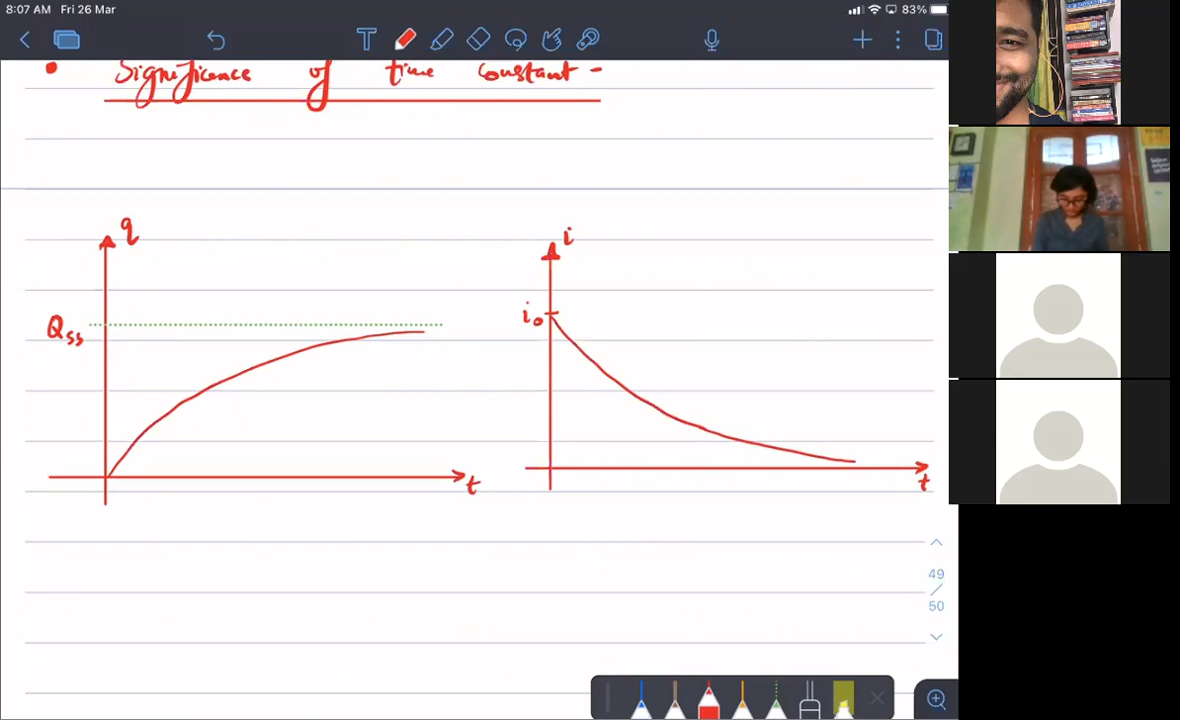 8:07 AM Fri 26 Mar
83%
• Significance of time constant -
q
i
Qss
i₀
t
t
49
/
50